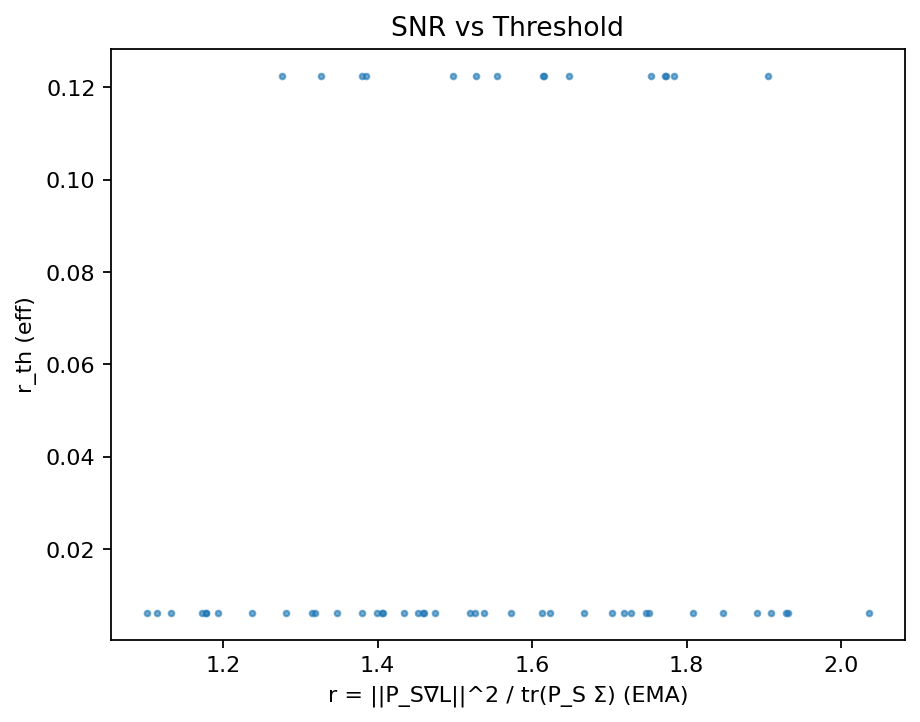 SNR vs Threshold
r_th (eff)
0.12
0.10
0.08
0.06
0.04
0.02
1.2 1.4 1.6 1.8 2.0
r = ||P_S∇L||^2 / tr(P_S Σ) (EMA)